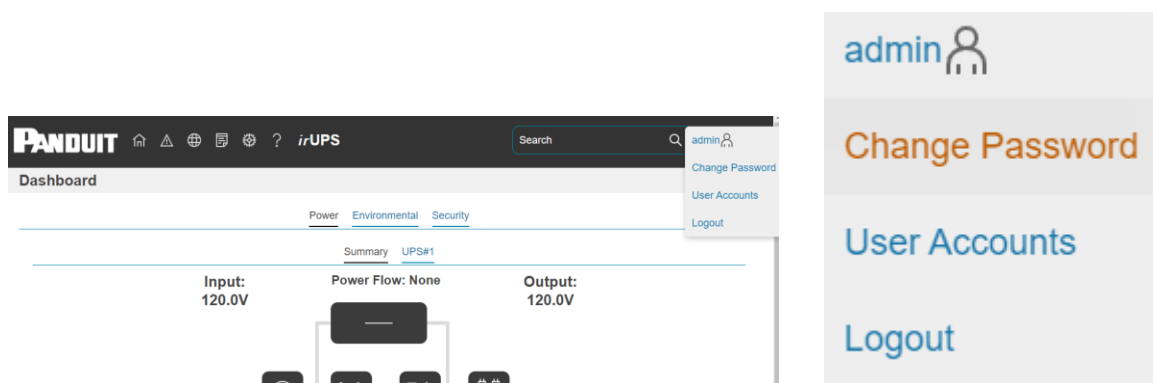 PANDUIT ? irUPS Search admin
Change Password
User Accounts
Logout
Dashboard
Power Environmental Security
Summary UPS#1
Input: Power Flow: None Output:
120.0V 120.0V
admin
Change Password
User Accounts
Logout